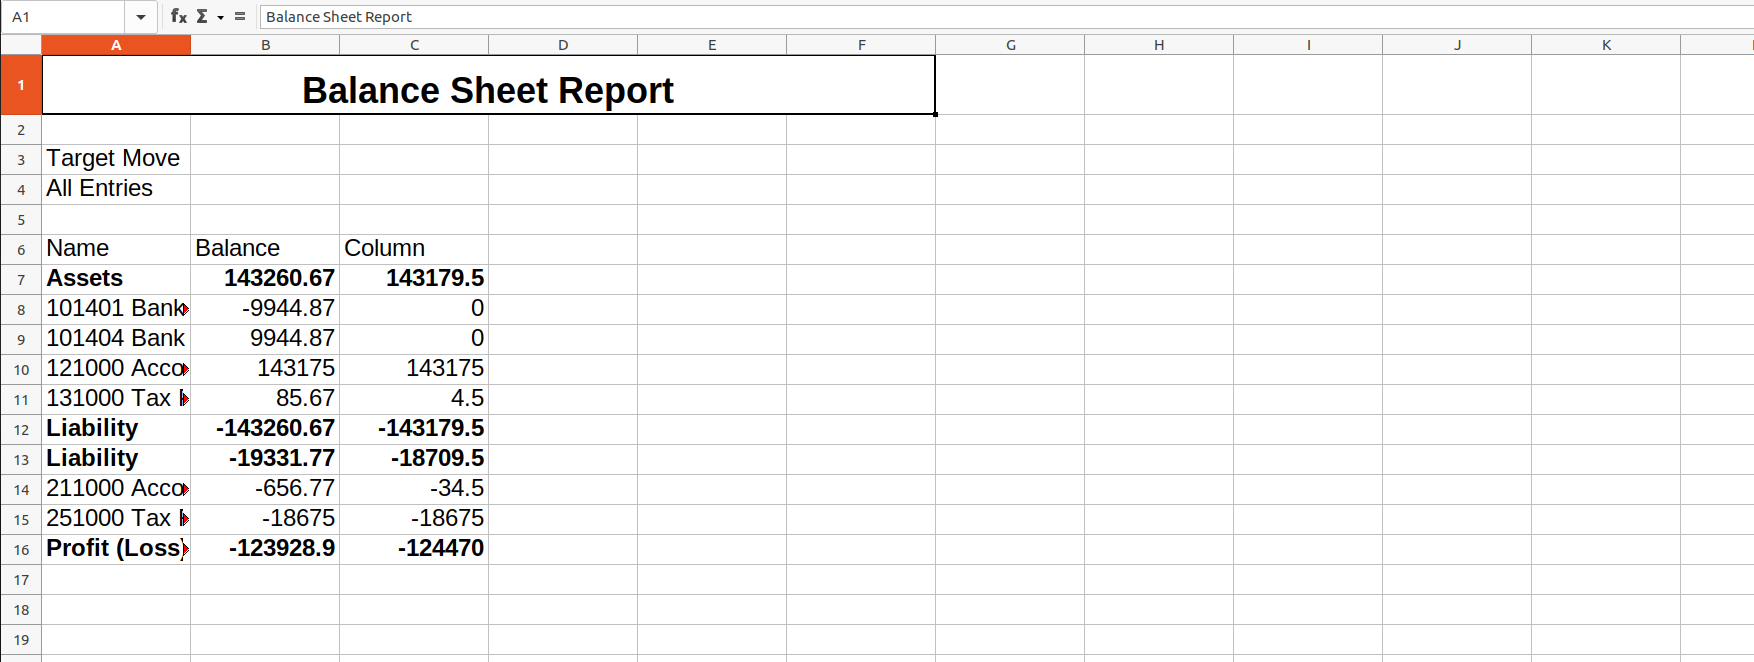 A1 fx Σ = Balance Sheet Report
A B C D E F G H I J K
1 Balance Sheet Report
2
3 Target Move
4 All Entries
5
6 Name Balance Column
7 Assets 143260.67 143179.5
8 101401 Bank -9944.87 0
9 101404 Bank 9944.87 0
10 121000 Acco 143175 143175
11 131000 Tax 85.67 4.5
12 Liability -143260.67 -143179.5
13 Liability -19331.77 -18709.5
14 211000 Acco -656.77 -34.5
15 251000 Tax -18675 -18675
16 Profit (Loss) -123928.9 -124470
17
18
19